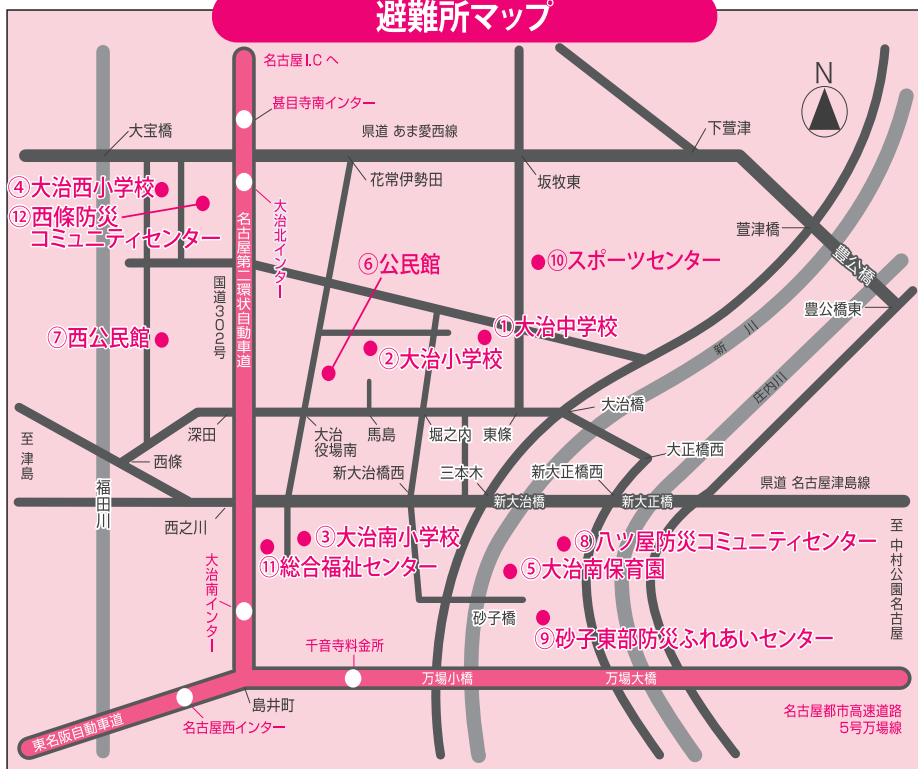 避難所マップ
名古屋I.Cへ
甚目寺南インター
N
大宝橋
県道 あま愛西線
下萱津
花常伊勢田
坂牧東
④大治西小学校
⑫西條防災
コミュニティセンター
大治北インター
名古屋第二環状自動車道
国道302号
萱津橋
豊公橋
豊公橋東
⑩スポーツセンター
⑥公民館
①大治中学校
⑦西公民館
②大治小学校
新川
庄内川
深田
大治
役場南
馬島
堀之内
東條
大治橋
至 津島
西條
新大治橋西
三本木
新大正橋西
大正橋西
福田川
新大治橋
新大正橋
県道 名古屋津島線
西之川
③大治南小学校
⑪総合福祉センター
⑧八ツ屋防災コミュニティセンター
⑤大治南保育園
至 中村公園名古屋
大治南インター
砂子橋
⑨砂子東部防災ふれあいセンター
千音寺料金所
万場小橋
万場大橋
島井町
名古屋西インター
東名阪自動車道
名古屋都市高速道路
5号万場線